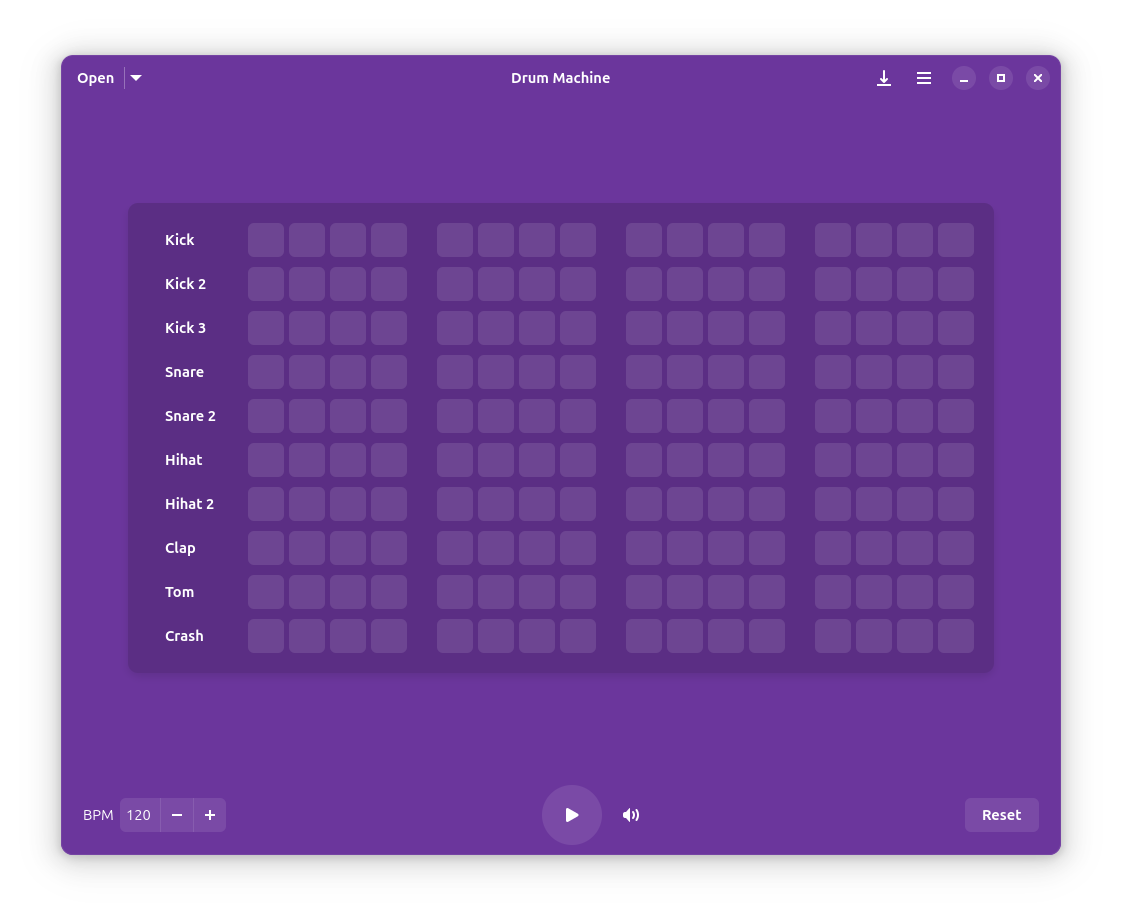 Open
Drum Machine
Kick
Kick 2
Kick 3
Snare
Snare 2
Hihat
Hihat 2
Clap
Tom
Crash
BPM 120
Reset